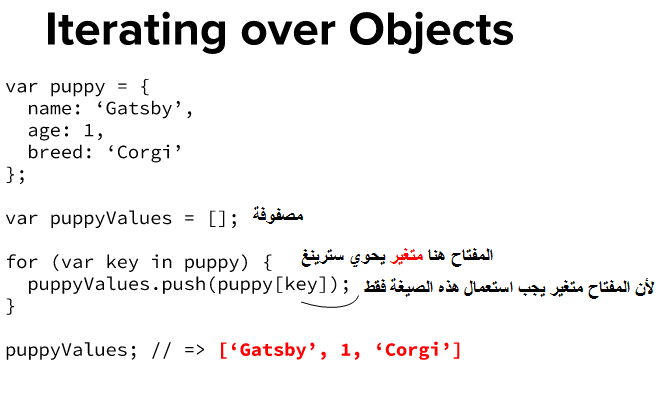 Iterating over Objects
var puppy = {
name: ‘Gatsby’,
age: 1,
breed: ‘Corgi’
};
var puppyValues = []; مصفوفة
for (var key in puppy) { المفتاح هنا متغير يحوي سترينغ
puppyValues.push(puppy[key]); لأن المفتاح متغير يجب استعمال هذه الصيغة فقط
}
puppyValues; // => [‘Gatsby’, 1, ‘Corgi’]